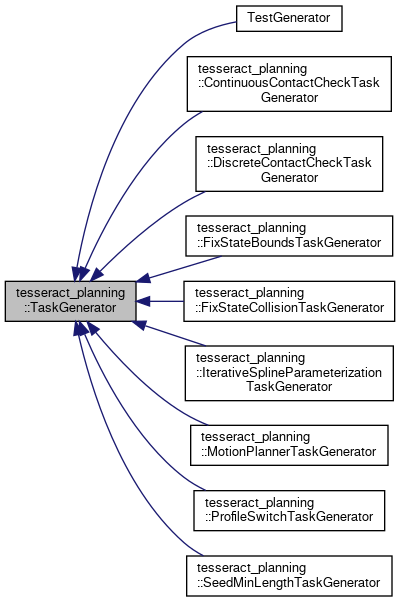 TestGenerator
tesseract_planning
::ContinuousContactCheckTask
Generator
tesseract_planning
::DiscreteContactCheckTask
Generator
tesseract_planning
::FixStateBoundsTaskGenerator
tesseract_planning
::TaskGenerator
tesseract_planning
::FixStateCollisionTaskGenerator
tesseract_planning
::IterativeSplineParameterization
TaskGenerator
tesseract_planning
::MotionPlannerTaskGenerator
tesseract_planning
::ProfileSwitchTaskGenerator
tesseract_planning
::SeedMinLengthTaskGenerator